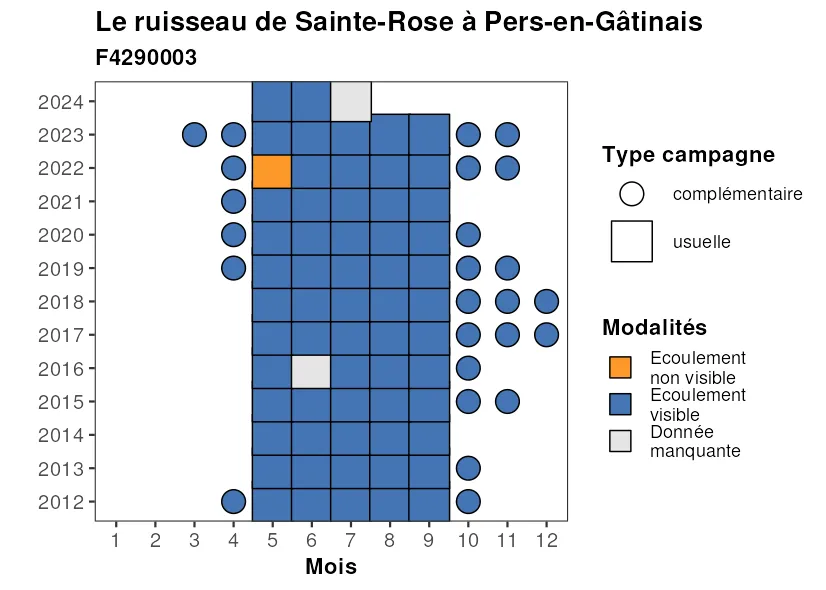 Le ruisseau de Sainte-Rose à Pers-en-Gâtinais
F4290003
2024
2023
2022
2021
2020
2019
2018
2017
2016
2015
2014
2013
2012
1 2 3 4 5 6 7 8 9 10 11 12
Mois
Type campagne
complémentaire
usuelle
Modalités
Ecoulement
non visible
Ecoulement
visible
Donnée
manquante